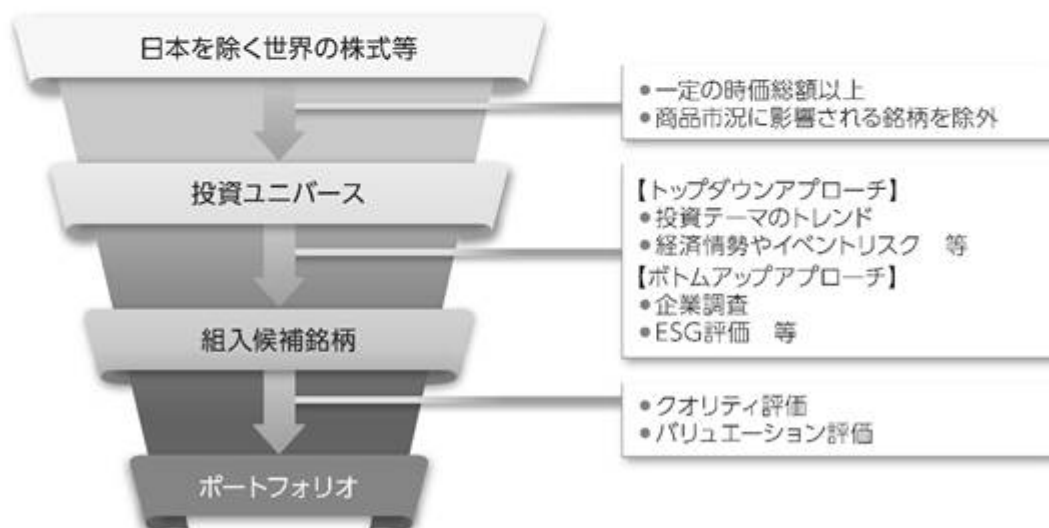 日本を除く世界の株式等
●一定の時価総額以上
●商品市況に影響される銘柄を除外
投資ユニバース
【トップダウンアプローチ】
●投資テーマのトレンド
●経済情勢やイベントリスク　等
【ボトムアップアプローチ】
●企業調査
●ESG評価　等
組入候補銘柄
●クオリティ評価
●バリュエーション評価
ポートフォリオ